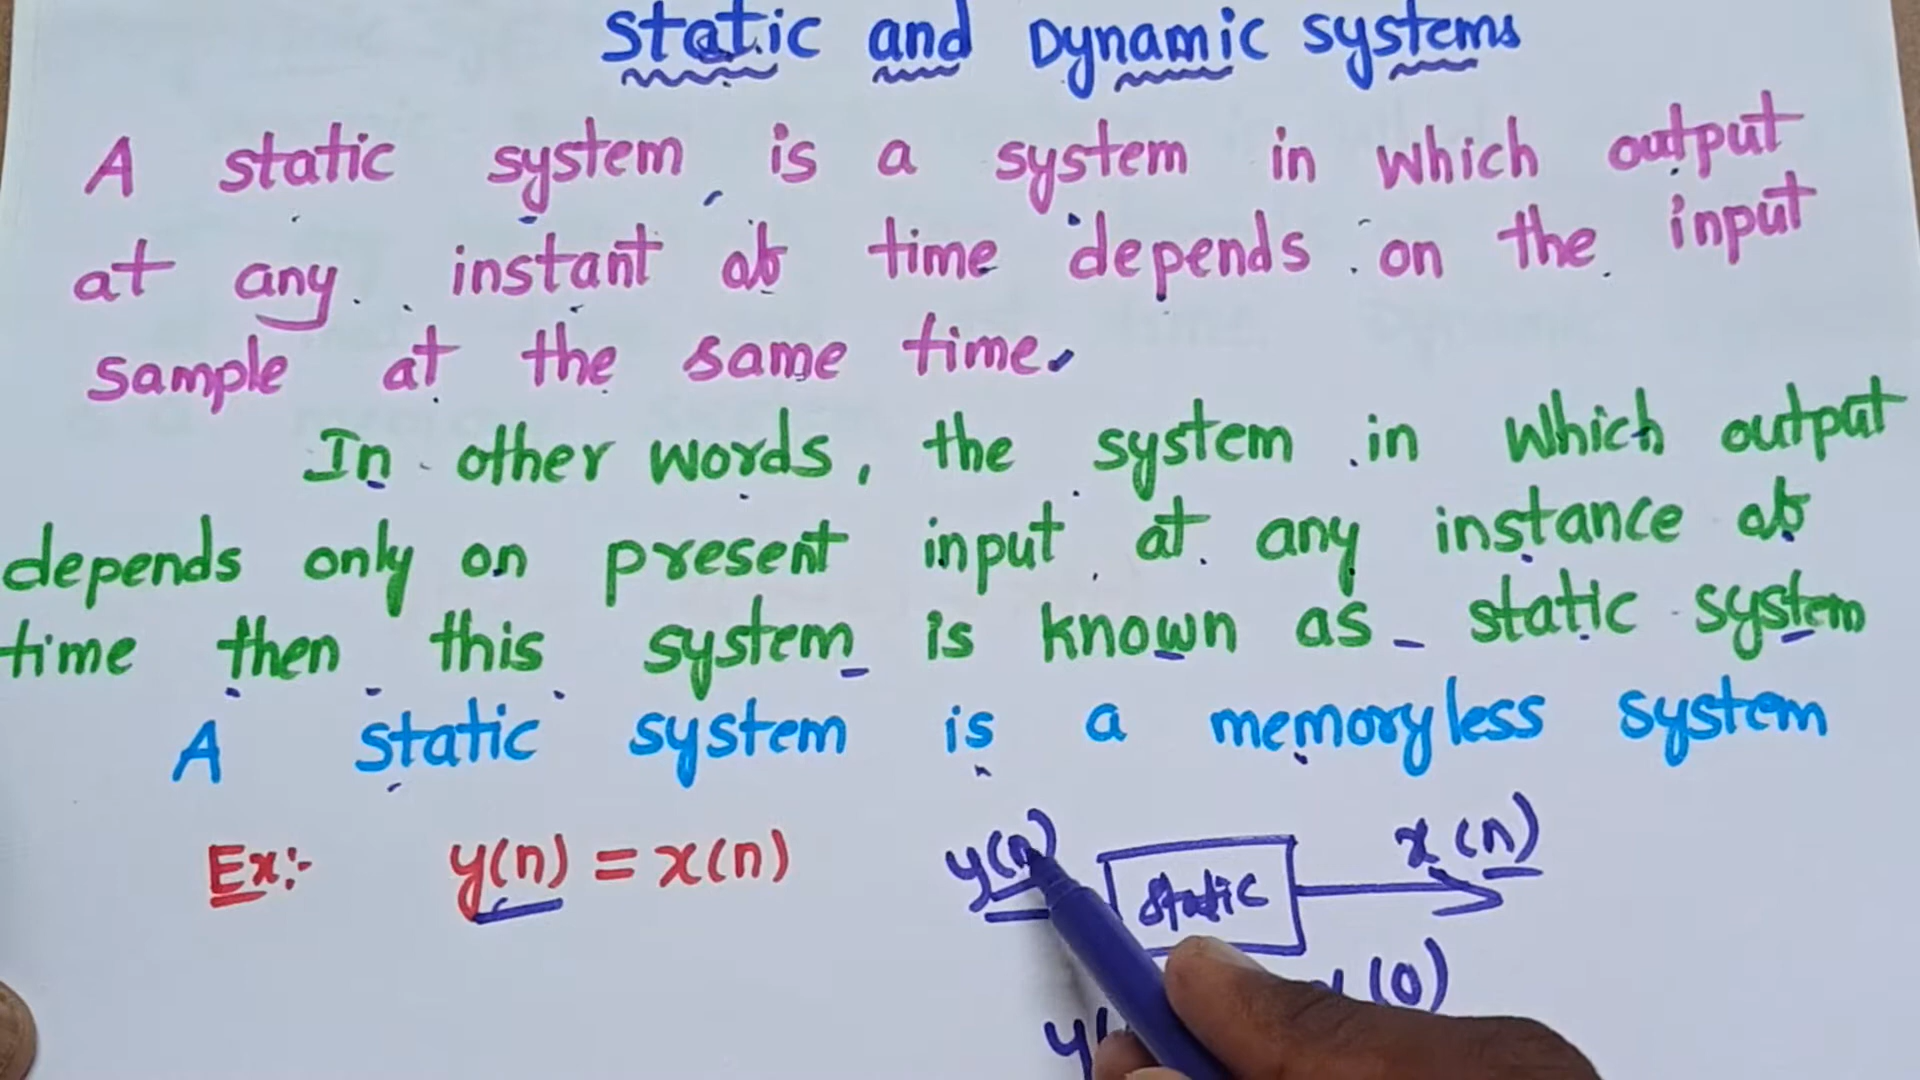 Static and Dynamic systems
A static system is a system in which output
at any instant of time depends on the input
sample at the same time.
In other words, the system in which output
depends only on present input at any instance of
time then this system is known as static system
A static system is a memoryless system
Ex:- y(n) = x(n)
y(n) static x(n)
(0)
y(